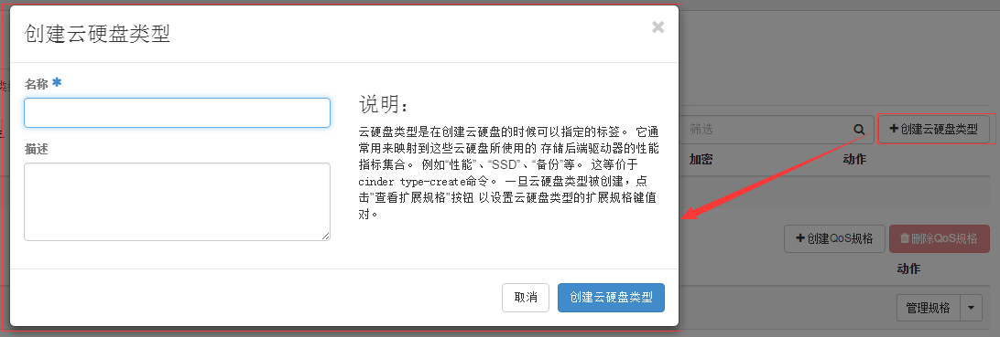 创建云硬盘类型
×
名称 *
描述
说明：
云硬盘类型是在创建云硬盘的时候可以指定的标签。 它通
常用来映射到这些云硬盘所使用的 存储后端驱动器的性能
指标集合。 例如“性能”、“SSD”、“备份”等。 这等价于
cinder type-create命令。 一旦云硬盘类型被创建，点
击"查看扩展规格"按钮 以设置云硬盘类型的扩展规格键值
对。
取消
创建云硬盘类型
筛选
+创建云硬盘类型
加密
动作
+创建QoS规格
删除QoS规格
动作
管理规格